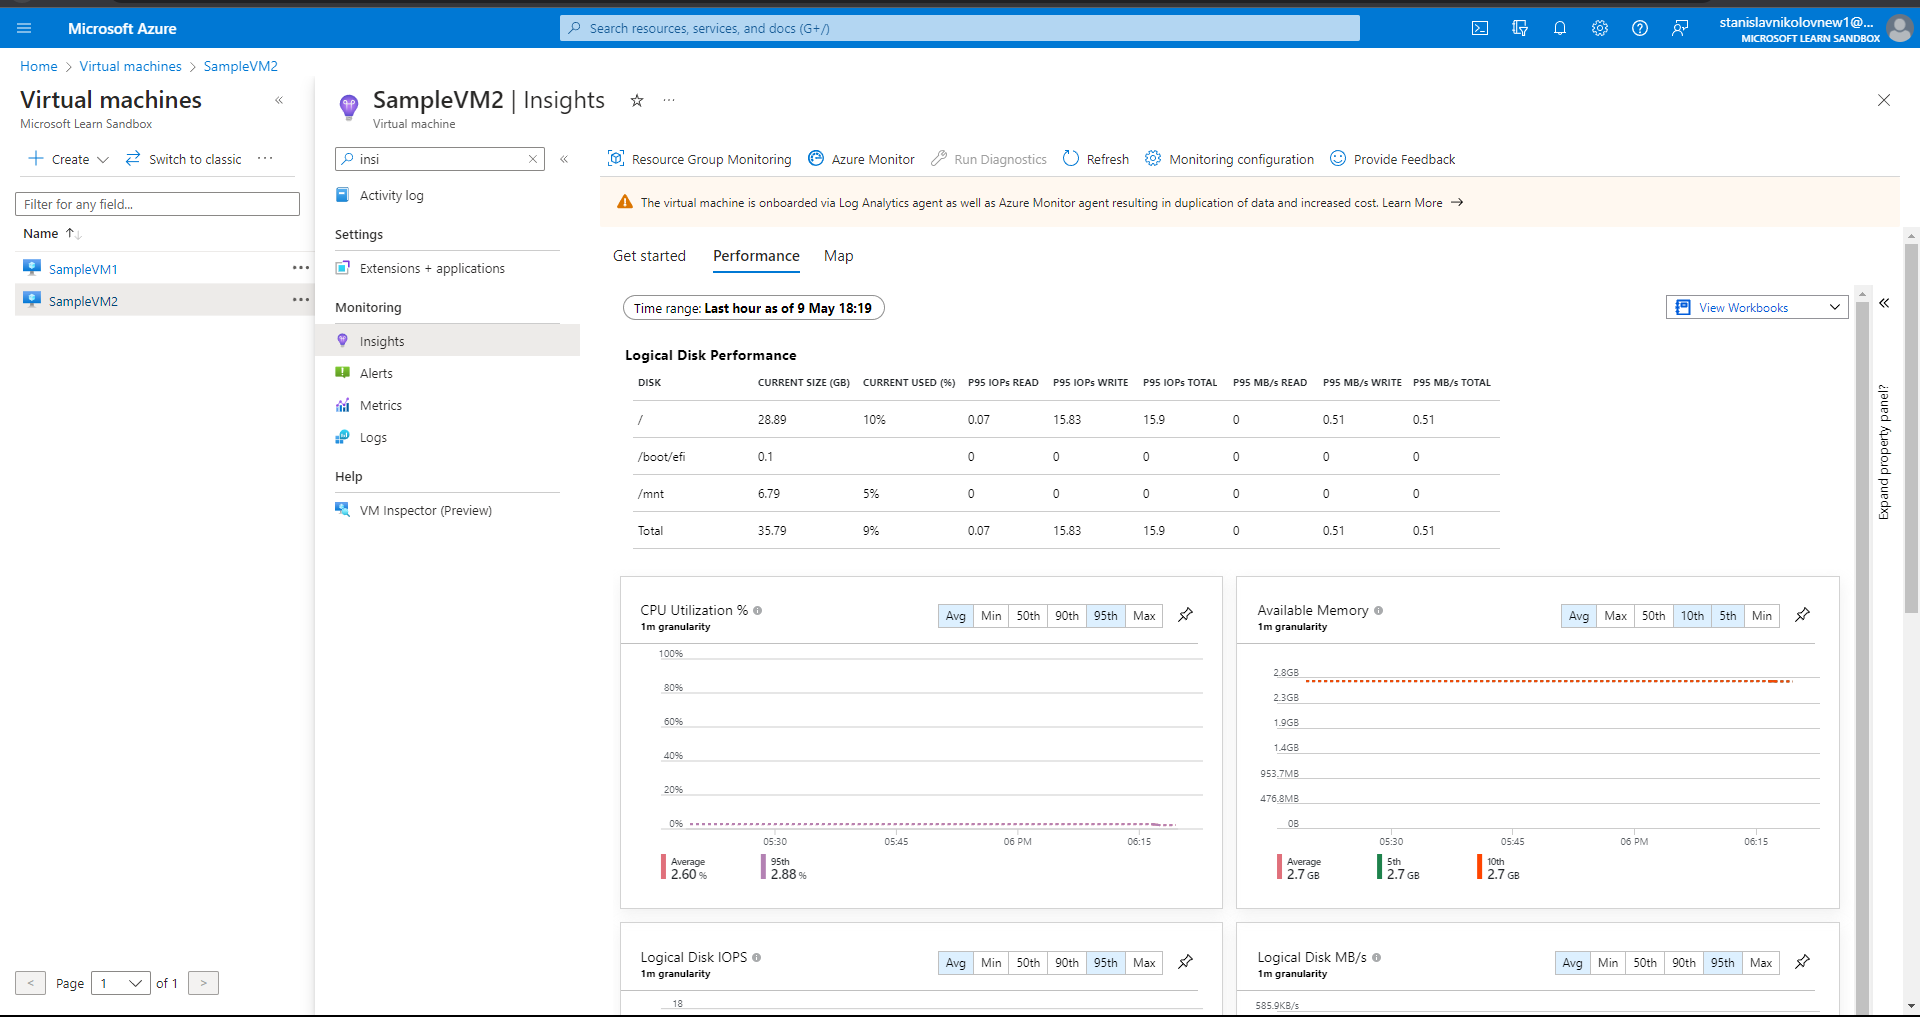 Microsoft Azure
Search resources, services, and docs (G+/)
stanislavnikolovnew1@...
MICROSOFT LEARN SANDBOX
Home > Virtual machines > SampleVM2
Virtual machines
Microsoft Learn Sandbox
Create
Switch to classic
Filter for any field...
Name
SampleVM1
SampleVM2
< Page 1 of 1 >
SampleVM2 | Insights
Virtual machine
insi
Activity log
Settings
Extensions + applications
Monitoring
Insights
Alerts
Metrics
Logs
Help
VM Inspector (Preview)
Resource Group Monitoring Azure Monitor Run Diagnostics Refresh Monitoring configuration Provide Feedback
The virtual machine is onboarded via Log Analytics agent as well as Azure Monitor agent resulting in duplication of data and increased cost. Learn More
Get started Performance Map
Time range: Last hour as of 9 May 18:19
View Workbooks
Expand property panel?
Logical Disk Performance
DISK CURRENT SIZE (GB) CURRENT USED (%) P95 IOPs READ P95 IOPs WRITE P95 IOPs TOTAL P95 MB/s READ P95 MB/s WRITE P95 MB/s TOTAL
/ 28.89 10% 0.07 15.83 15.9 0 0.51 0.51
/boot/efi 0.1 0 0 0 0 0 0
/mnt 6.79 5% 0 0 0 0 0 0
Total 35.79 9% 0.07 15.83 15.9 0 0.51 0.51
CPU Utilization %
1m granularity
Avg Min 50th 90th 95th Max
100%
80%
60%
40%
20%
0%
05:30 05:45 06 PM 06:15
Average 95th
2.60 % 2.88 %
Available Memory
1m granularity
Avg Max 50th 10th 5th Min
2.8GB
2.3GB
1.9GB
1.4GB
953.7MB
476.8MB
0B
05:30 05:45 06 PM 06:15
Average 5th 10th
2.7 GB 2.7 GB 2.7 GB
Logical Disk IOPS
1m granularity
Avg Min 50th 90th 95th Max
18
Logical Disk MB/s
1m granularity
Avg Min 50th 90th 95th Max
585.9KB/s